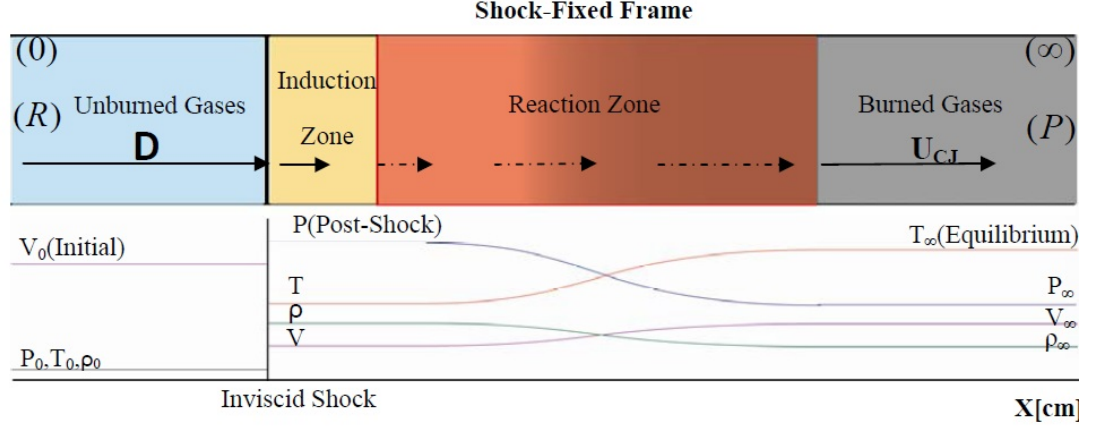 Shock-Fixed Frame
(0)
(∞)
Induction
Zone
(R)
Unburned Gases
D
Reaction Zone
Burned Gases
U_CJ
(P)
P(Post-Shock)
V₀(Initial)
T∞(Equilibrium)
T
P∞
ρ
V∞
V
ρ∞
P₀,T₀,ρ₀
Inviscid Shock
X[cm]